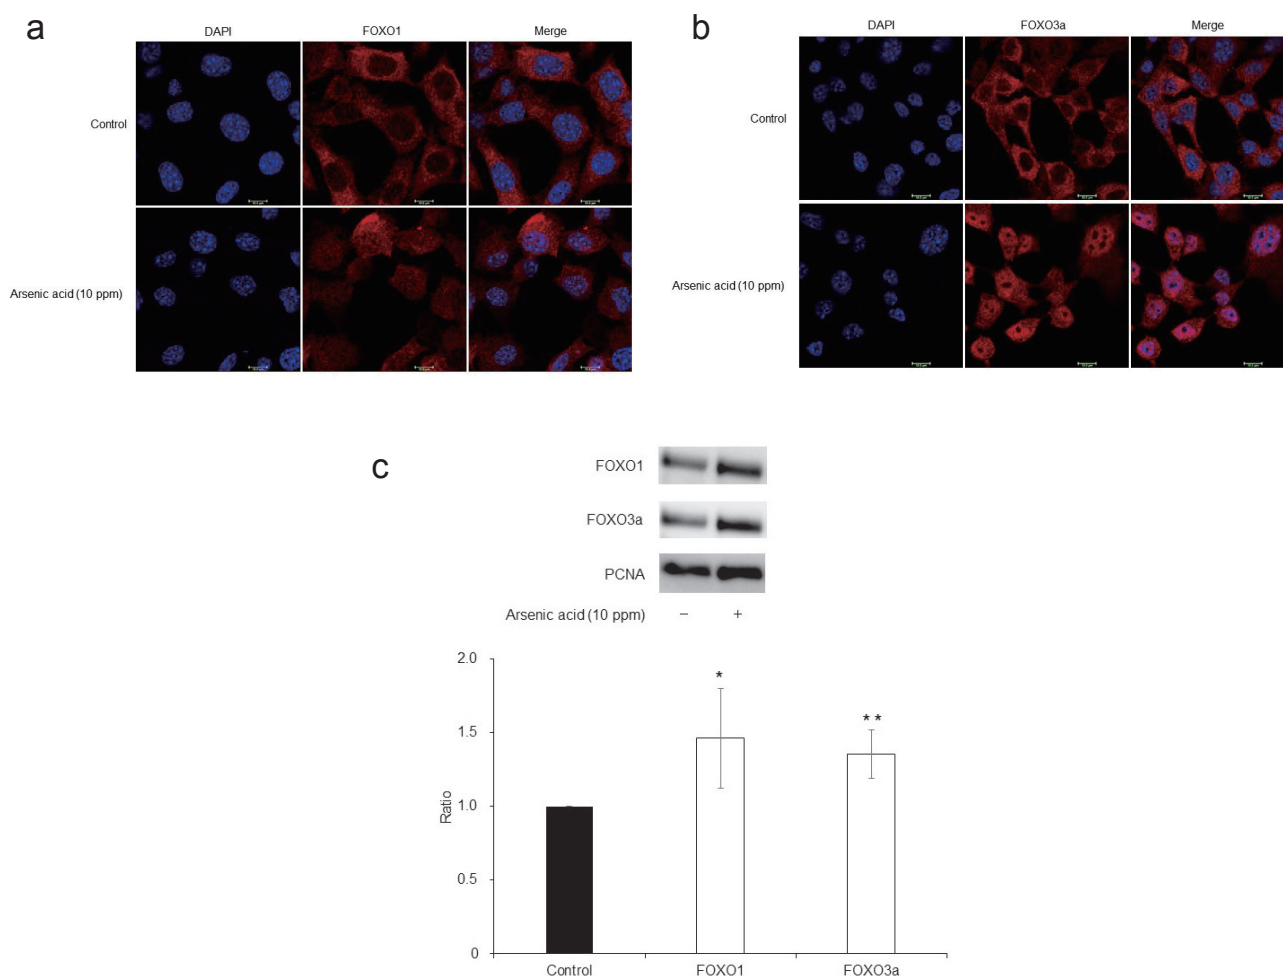 a
DAPI FOXO1 Merge
Control
Arsenic acid (10 ppm)
b
DAPI FOXO3a Merge
Control
Arsenic acid (10 ppm)
c
FOXO1
FOXO3a
PCNA
Arsenic acid (10 ppm) − +
2.0
1.5
1.0
0.5
0
Ratio
*
**
Control FOXO1 FOXO3a